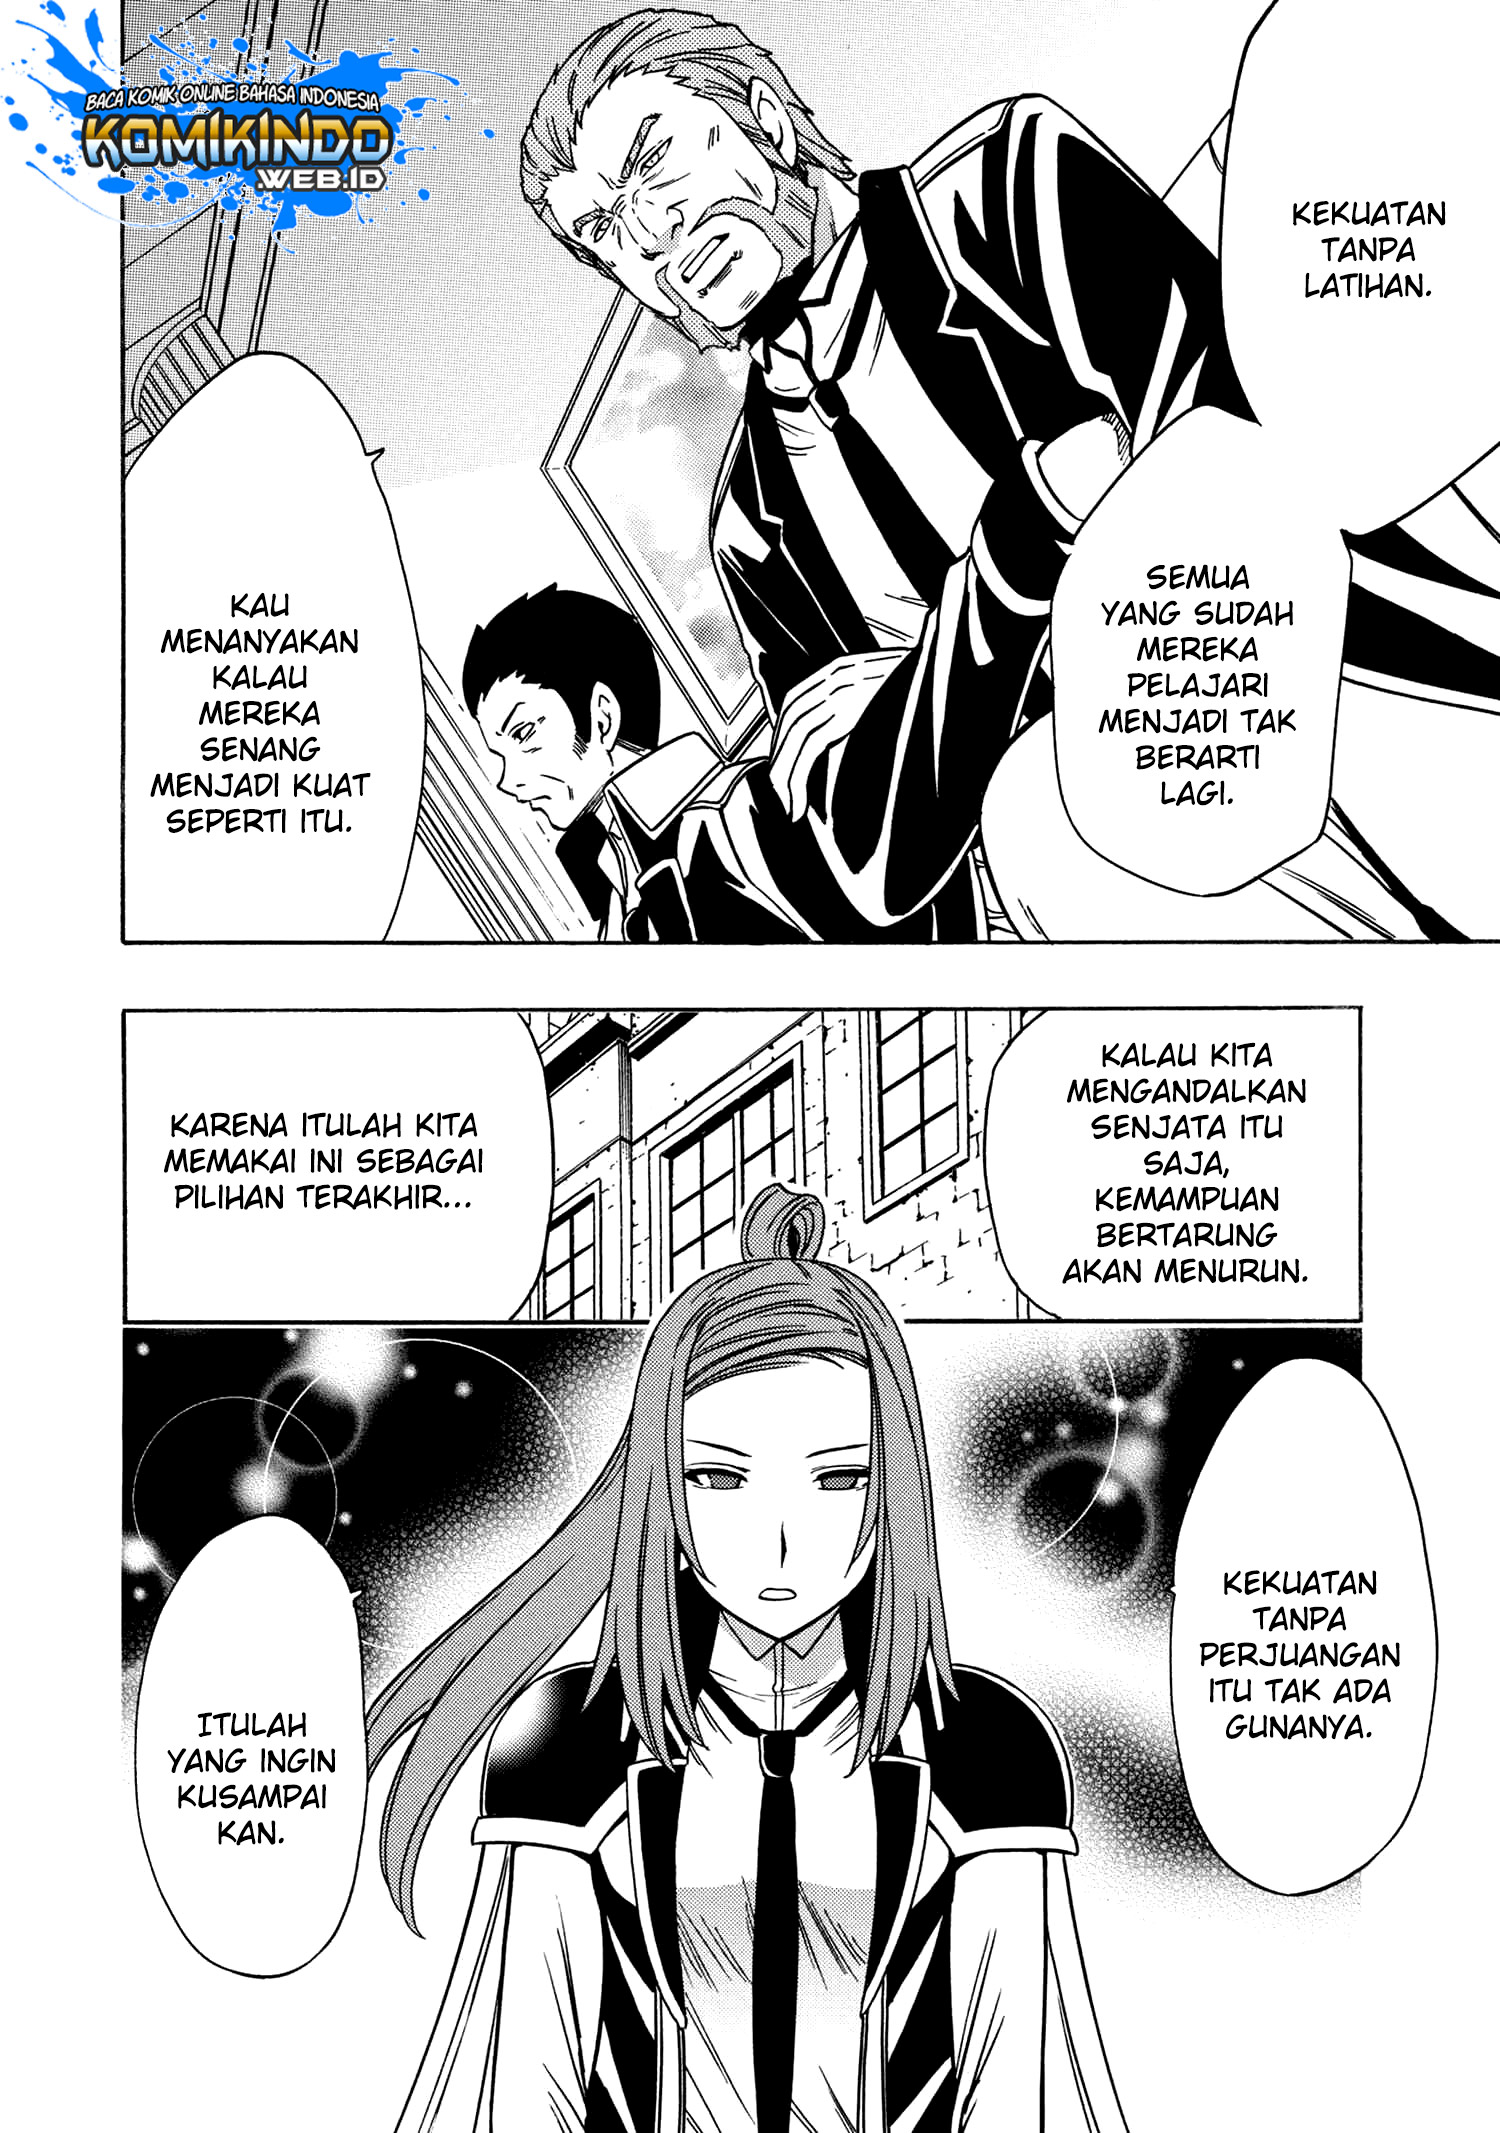 BACA KOMIK ONLINE BAHASA INDONESIA
KOMIKINDO
.WEB.ID
KEKUATAN
TANPA
LATIHAN.
SEMUA
YANG SUDAH
MEREKA
PELAJARI
MENJADI TAK
BERARTI
LAGI.
KAU
MENANYAKAN
KALAU
MEREKA
SENANG
MENJADI KUAT
SEPERTI ITU.
KALAU KITA
MENGANDALKAN
SENJATA ITU
SAJA,
KEMAMPUAN
BERTARUNG
AKAN MENURUN.
KARENA ITULAH KITA
MEMAKAI INI SEBAGAI
PILIHAN TERAKHIR...
KEKUATAN
TANPA
PERJUANGAN
ITU TAK ADA
GUNANYA.
ITULAH
YANG INGIN
KUSAMPAI
KAN.